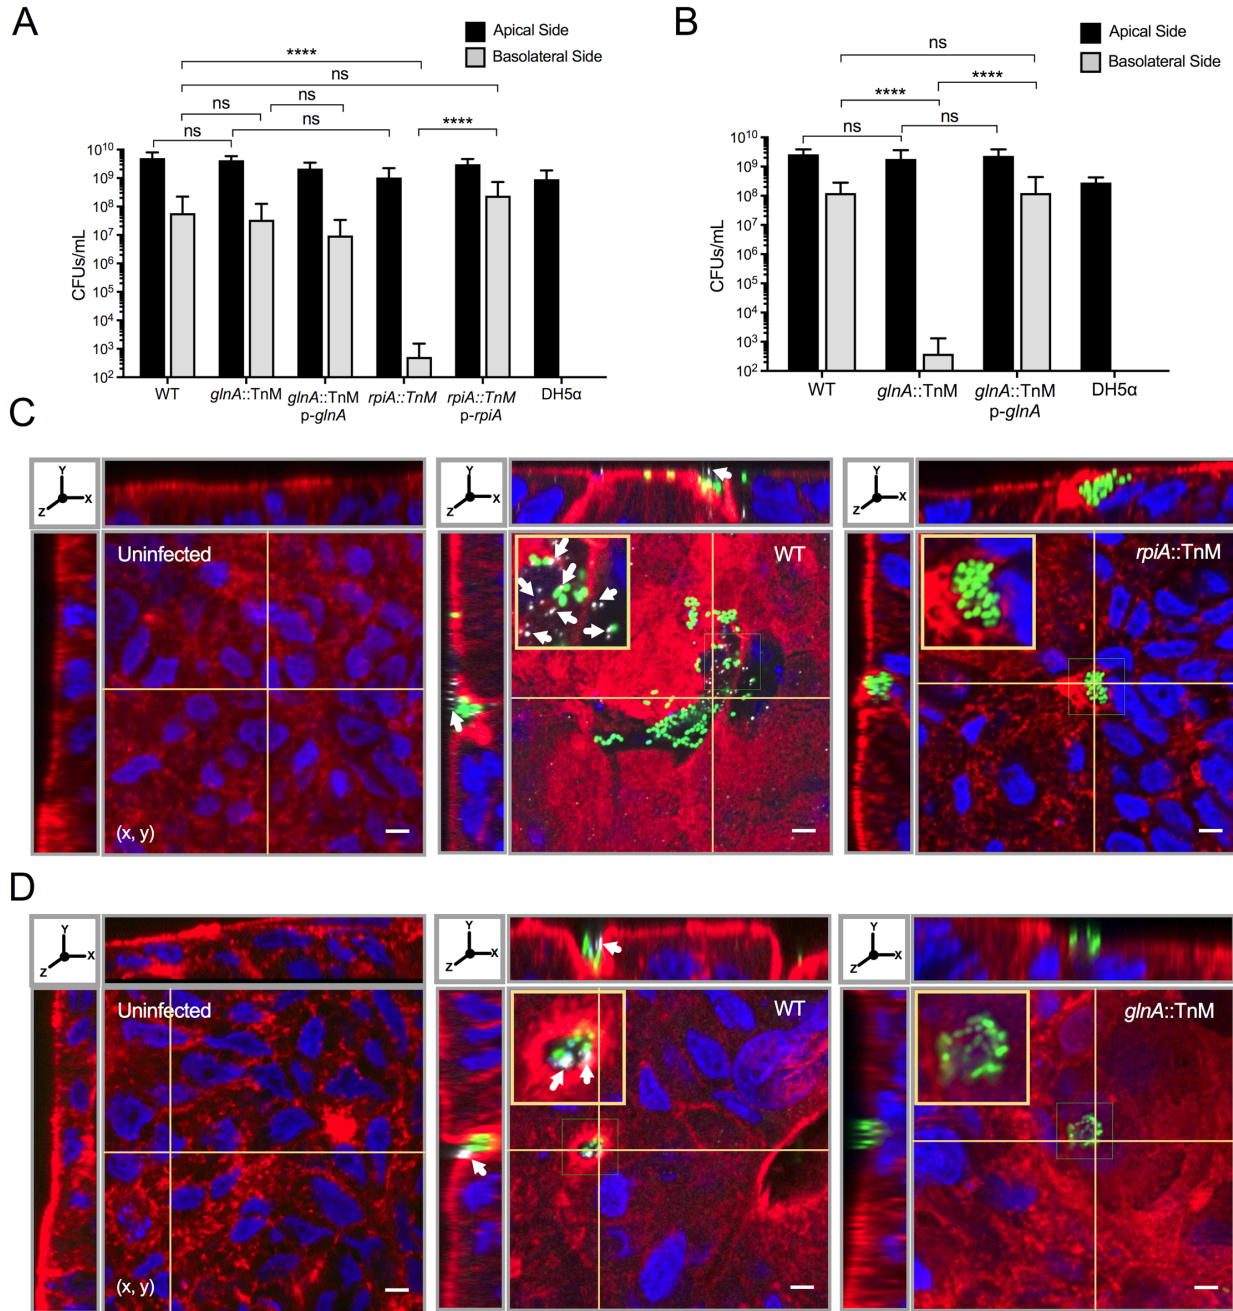 A
Apical Side
Basolateral Side
****
ns
ns
ns
ns
ns
****
CFUs/mL
10^10
10^9
10^8
10^7
10^6
10^5
10^4
10^3
10^2
WT
glnA::TnM
glnA::TnM
p-glnA
rpiA::TnM
rpiA::TnM
p-rpiA
DH5α
B
Apical Side
Basolateral Side
ns
****
****
ns
ns
CFUs/mL
10^10
10^9
10^8
10^7
10^6
10^5
10^4
10^3
10^2
WT
glnA::TnM
glnA::TnM
p-glnA
DH5α
C
Y
X
Z
Uninfected
(x, y)
Y
X
Z
WT
Y
X
Z
rpiA::TnM
D
Y
X
Z
Uninfected
(x, y)
Y
X
Z
WT
Y
X
Z
glnA::TnM